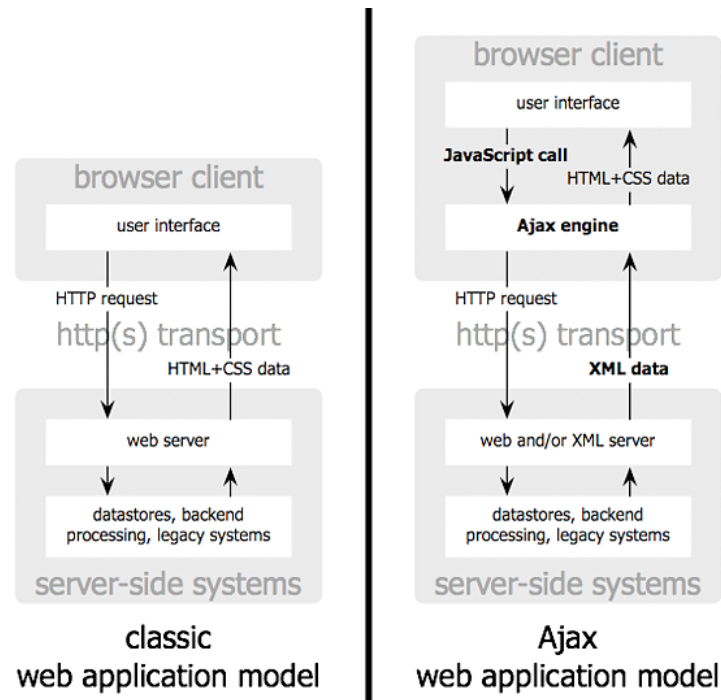 browser client
user interface
HTTP request
http(s) transport
HTML+CSS data
web server
datastores, backend
processing, legacy systems
server-side systems
classic
web application model
browser client
user interface
JavaScript call
HTML+CSS data
Ajax engine
HTTP request
http(s) transport
XML data
web and/or XML server
datastores, backend
processing, legacy systems
server-side systems
Ajax
web application model